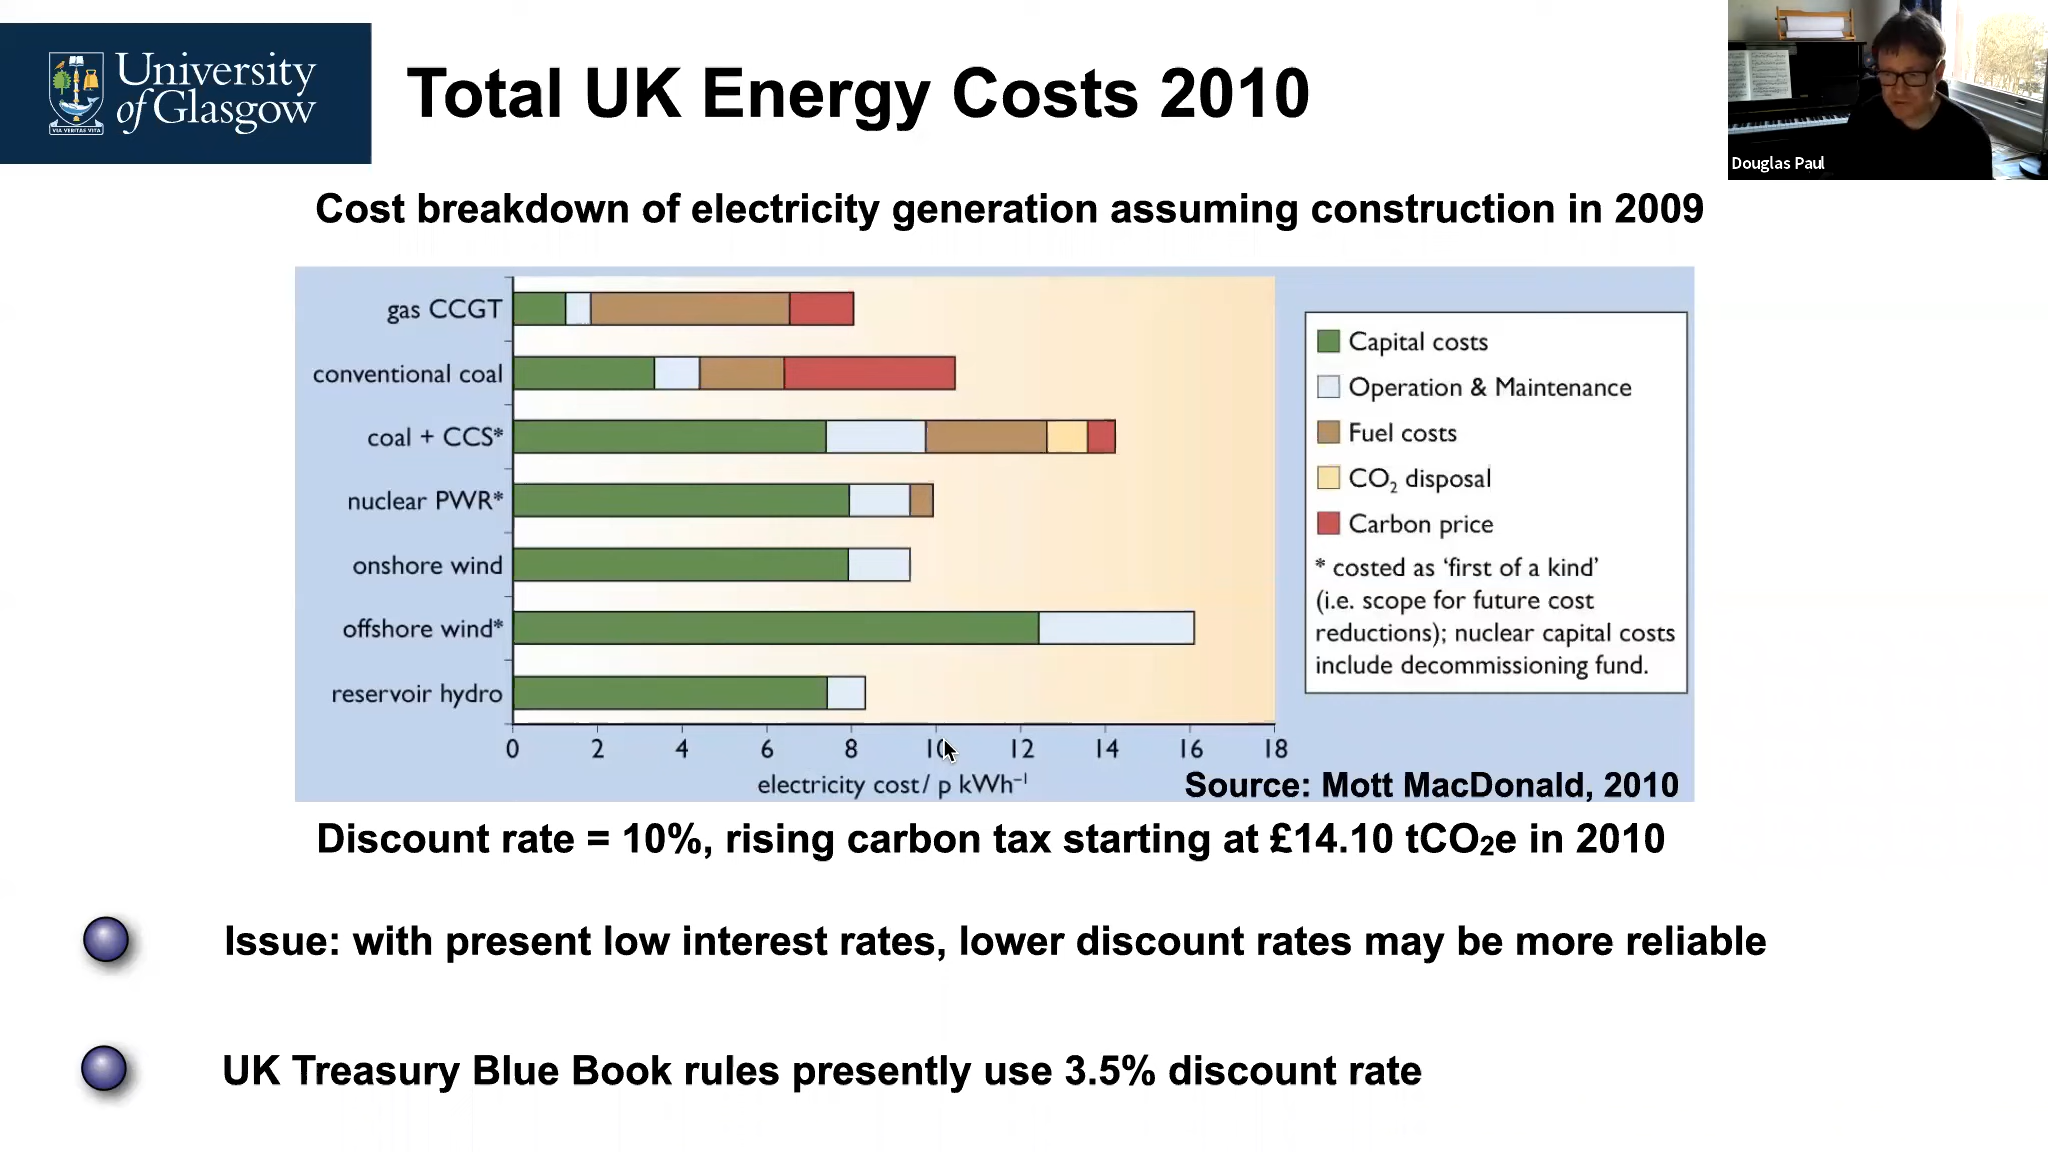 University
of Glasgow
VIA VERITAS VITA
Total UK Energy Costs 2010
Douglas Paul
Cost breakdown of electricity generation assuming construction in 2009
gas CCGT
conventional coal
coal + CCS*
nuclear PWR*
onshore wind
offshore wind*
reservoir hydro
0 2 4 6 8 10 12 14 16 18
electricity cost/ p kWh⁻¹
Capital costs
Operation & Maintenance
Fuel costs
CO₂ disposal
Carbon price
* costed as ‘first of a kind’
(i.e. scope for future cost
reductions); nuclear capital costs
include decommissioning fund.
Source: Mott MacDonald, 2010
Discount rate = 10%, rising carbon tax starting at £14.10 tCO₂e in 2010
Issue: with present low interest rates, lower discount rates may be more reliable
UK Treasury Blue Book rules presently use 3.5% discount rate